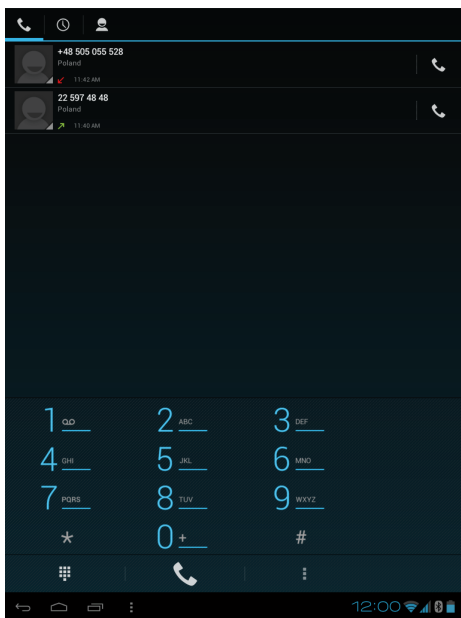 +48 505 055 528
Poland
11:42 AM
22 597 48 48
Poland
11:40 AM
1
2 ABC
3 DEF
4 GHI
5 JKL
6 MNO
7 PQRS
8 TUV
9 WXYZ
*
0 +
#
12:00